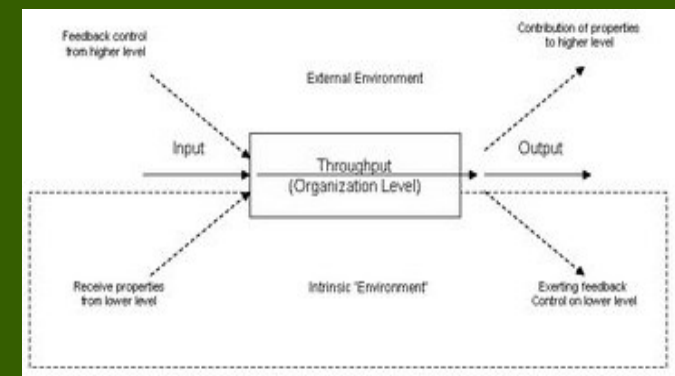 Feedback control
from higher level
Contribution of properties
to higher level
External Environment
Input
Throughput
(Organization Level)
Output
Receive properties
from lower level
Intrinsic 'Environment'
Exerting feedback
Control on lower level